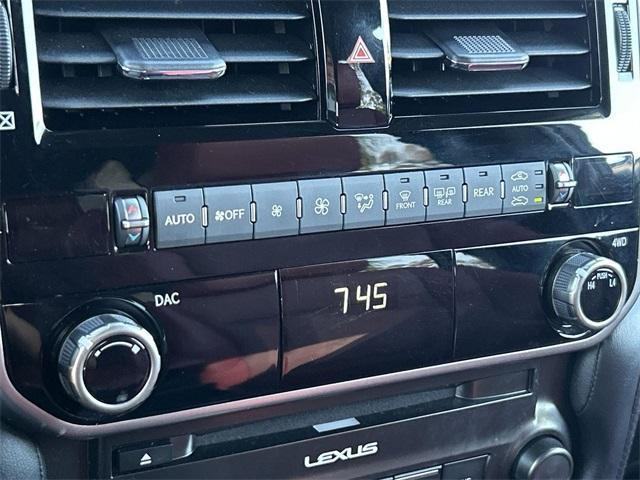 AUTO
OFF
FRONT
REAR
REAR
AUTO
DAC
745
4WD
PUSH
H4 L4
LEXUS